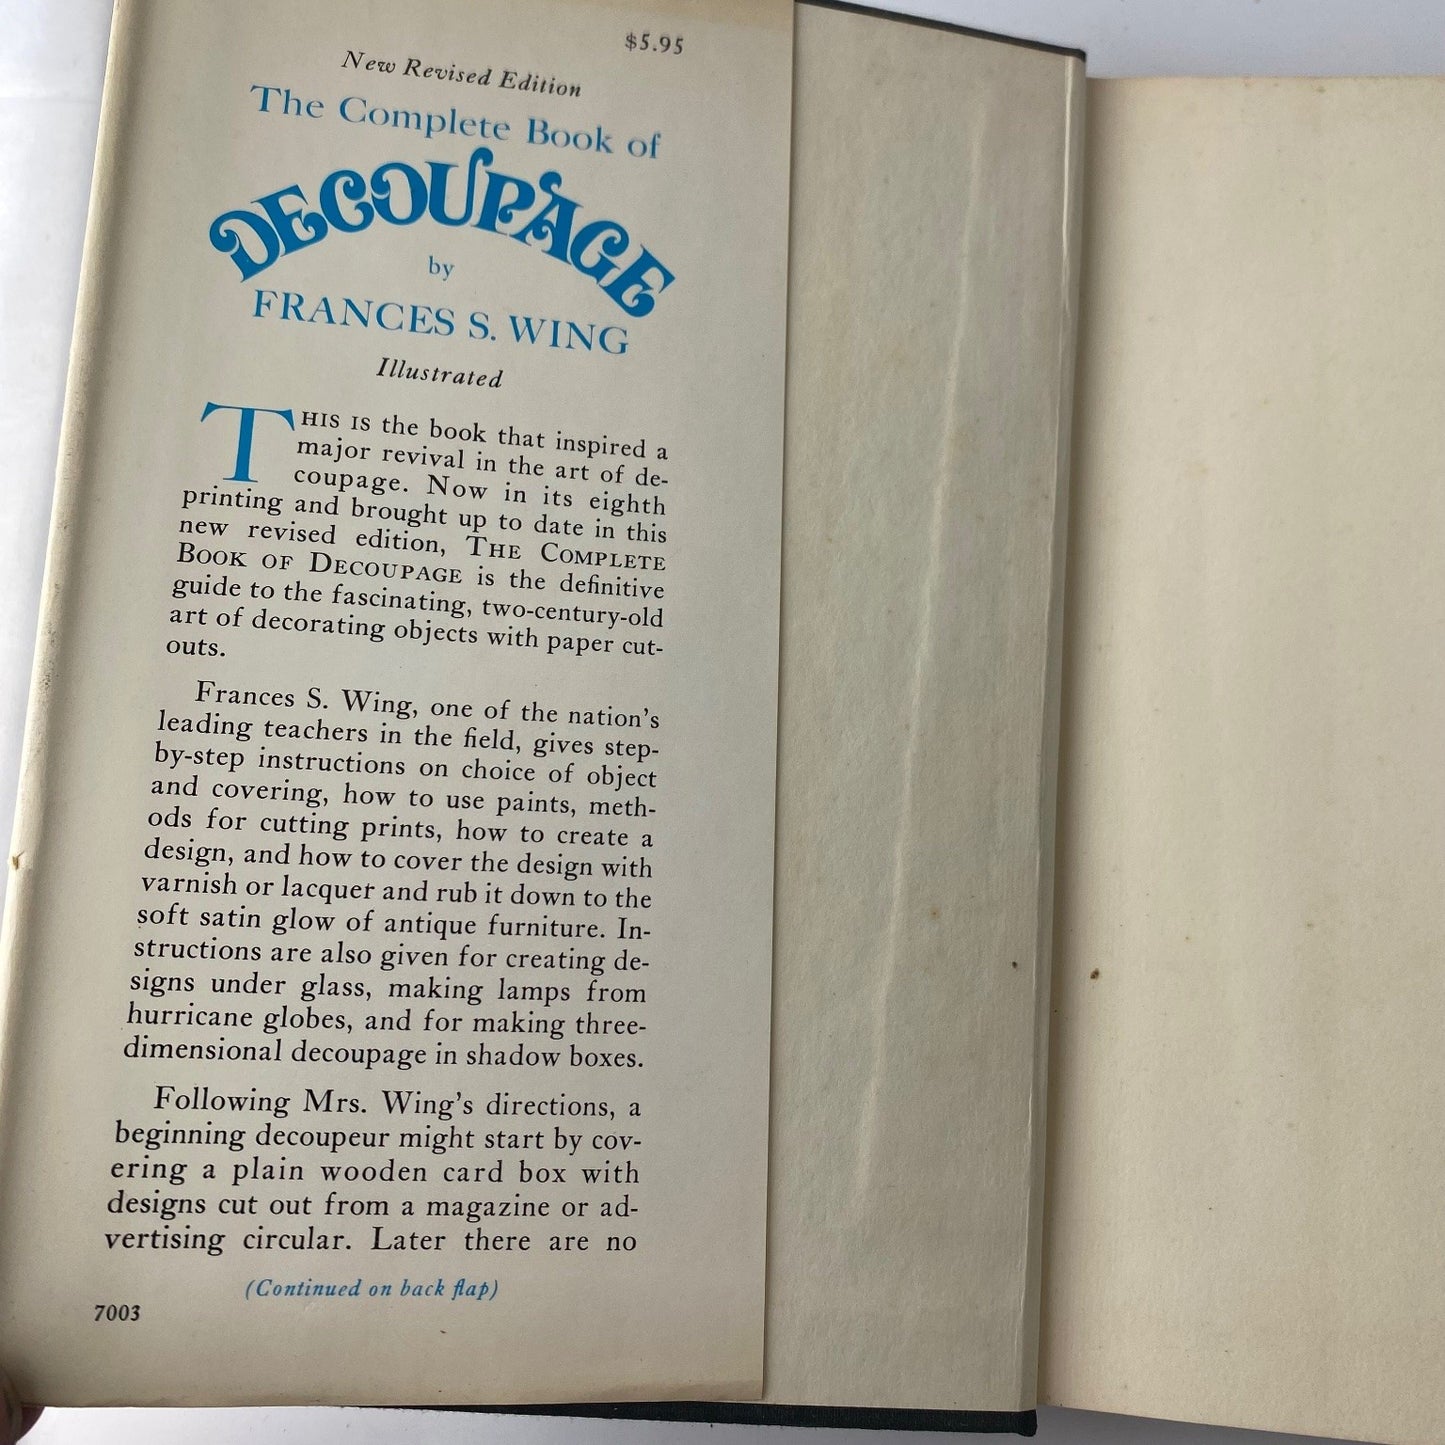 $5.95
New Revised Edition
The Complete Book of
DECOUPAGE
by
FRANCES S. WING
Illustrated
THIS IS the book that inspired a
major revival in the art of de-
coupage. Now in its eighth
printing and brought up to date in this
new revised edition, THE COMPLETE
BOOK OF DECOUPAGE is the definitive
guide to the fascinating, two-century-old
art of decorating objects with paper cut-
outs.
Frances S. Wing, one of the nation's
leading teachers in the field, gives step-
by-step instructions on choice of object
and covering, how to use paints, meth-
ods for cutting prints, how to create a
design, and how to cover the design with
varnish or lacquer and rub it down to the
soft satin glow of antique furniture. In-
structions are also given for creating de-
signs under glass, making lamps from
hurricane globes, and for making three-
dimensional decoupage in shadow boxes.
Following Mrs. Wing's directions, a
beginning decoupeur might start by cov-
ering a plain wooden card box with
designs cut out from a magazine or ad-
vertising circular. Later there are no
(Continued on back flap)
7003